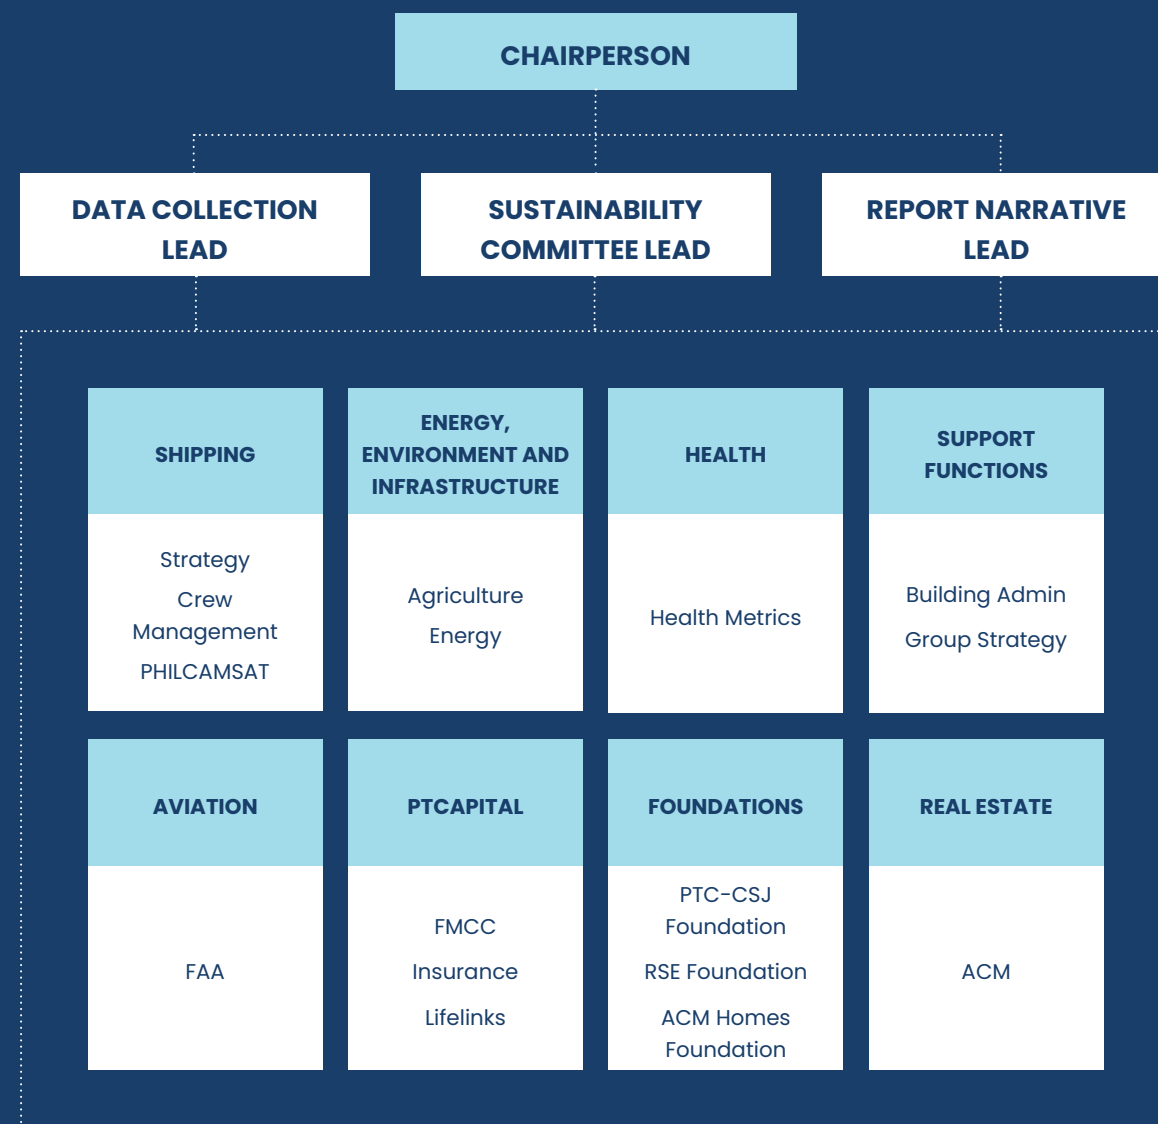 CHAIRPERSON
DATA COLLECTION
LEAD
SUSTAINABILITY
COMMITTEE LEAD
REPORT NARRATIVE
LEAD
SHIPPING
Strategy
Crew
Management
PHILCAMSAT
ENERGY,
ENVIRONMENT AND
INFRASTRUCTURE
Agriculture
Energy
HEALTH
Health Metrics
SUPPORT
FUNCTIONS
Building Admin
Group Strategy
AVIATION
FAA
PTCAPITAL
FMCC
Insurance
Lifelinks
FOUNDATIONS
PTC-CSJ
Foundation
RSE Foundation
ACM Homes
Foundation
REAL ESTATE
ACM